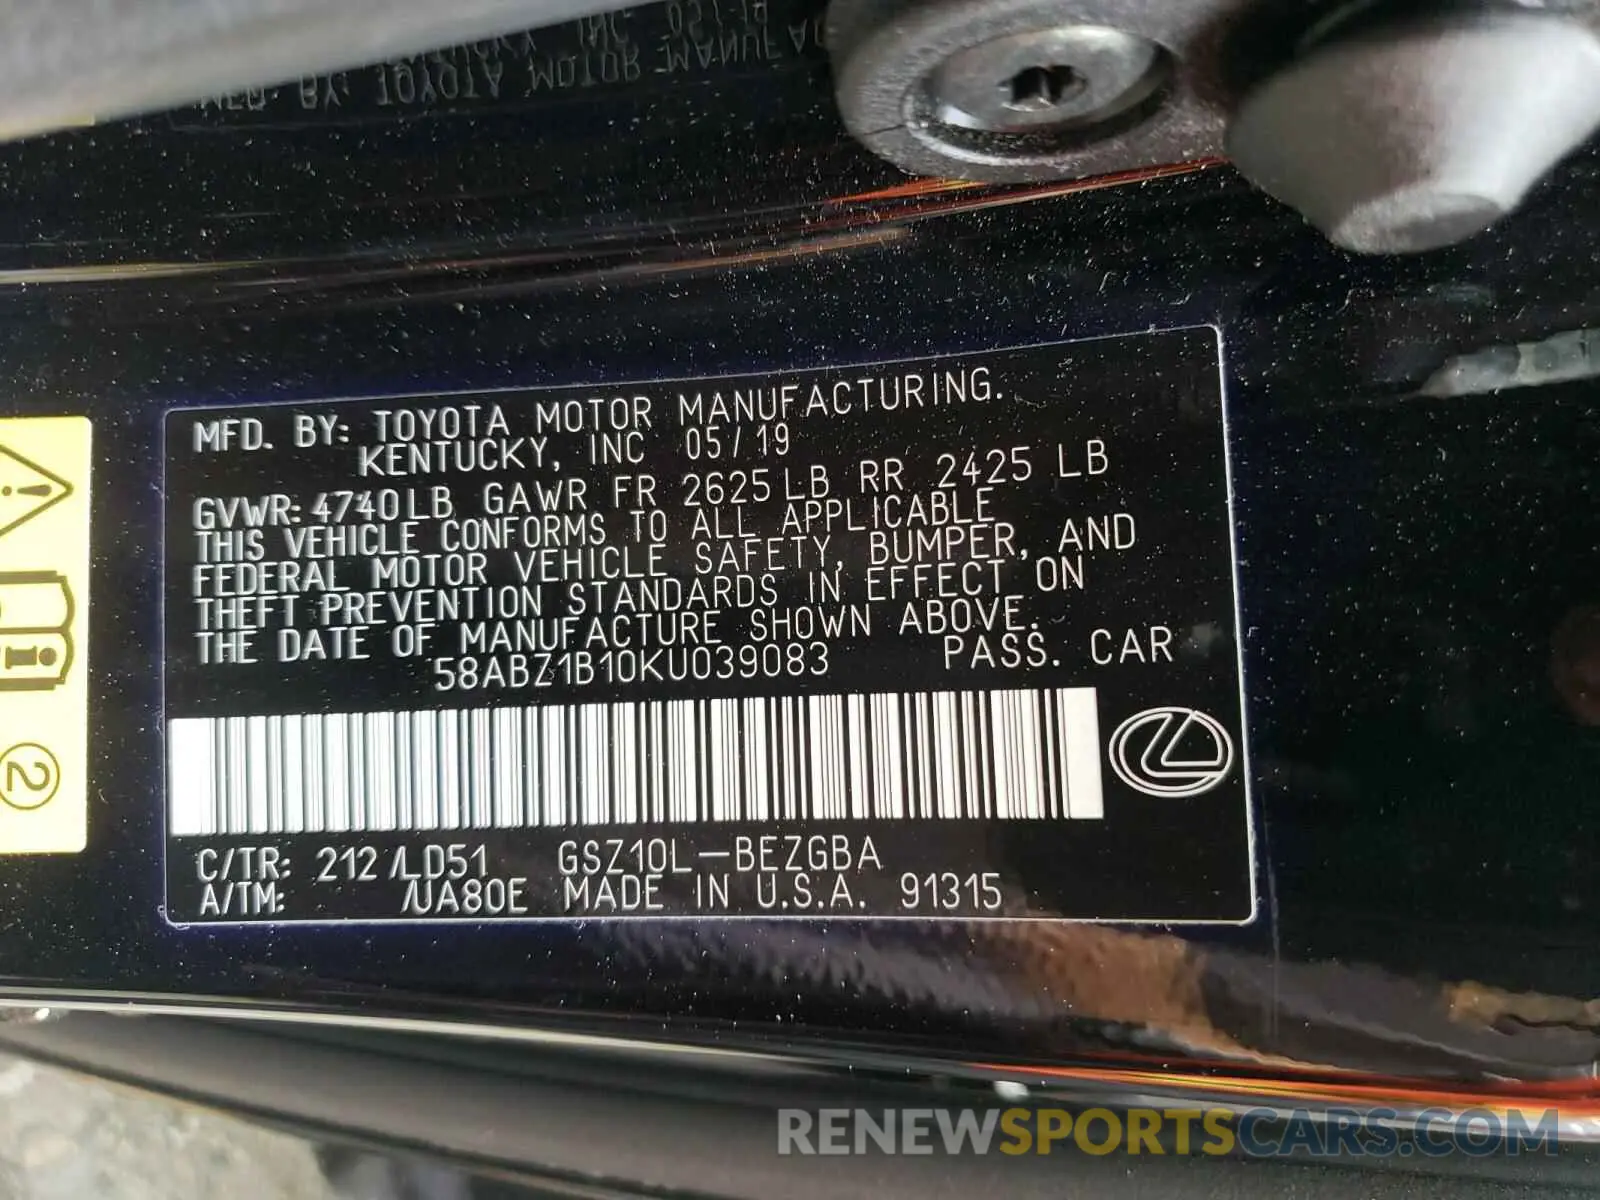 MFD. BY: TOYOTA MOTOR MANUFACTURING.
KENTUCKY, INC 05/19
GVWR: 4740LB GAWR FR 2625LB RR 2425 LB
THIS VEHICLE CONFORMS TO ALL APPLICABLE
FEDERAL MOTOR VEHICLE SAFETY, BUMPER, AND
THEFT PREVENTION STANDARDS IN EFFECT ON
THE DATE OF MANUFACTURE SHOWN ABOVE.
58ABZ1B10KU039083 PASS. CAR
C/TR: 212/LD51 GSZ10L-BEZGBA
A/TM: /UA80E MADE IN U.S.A. 91315
2
RENEWSPORTSCARS.COM